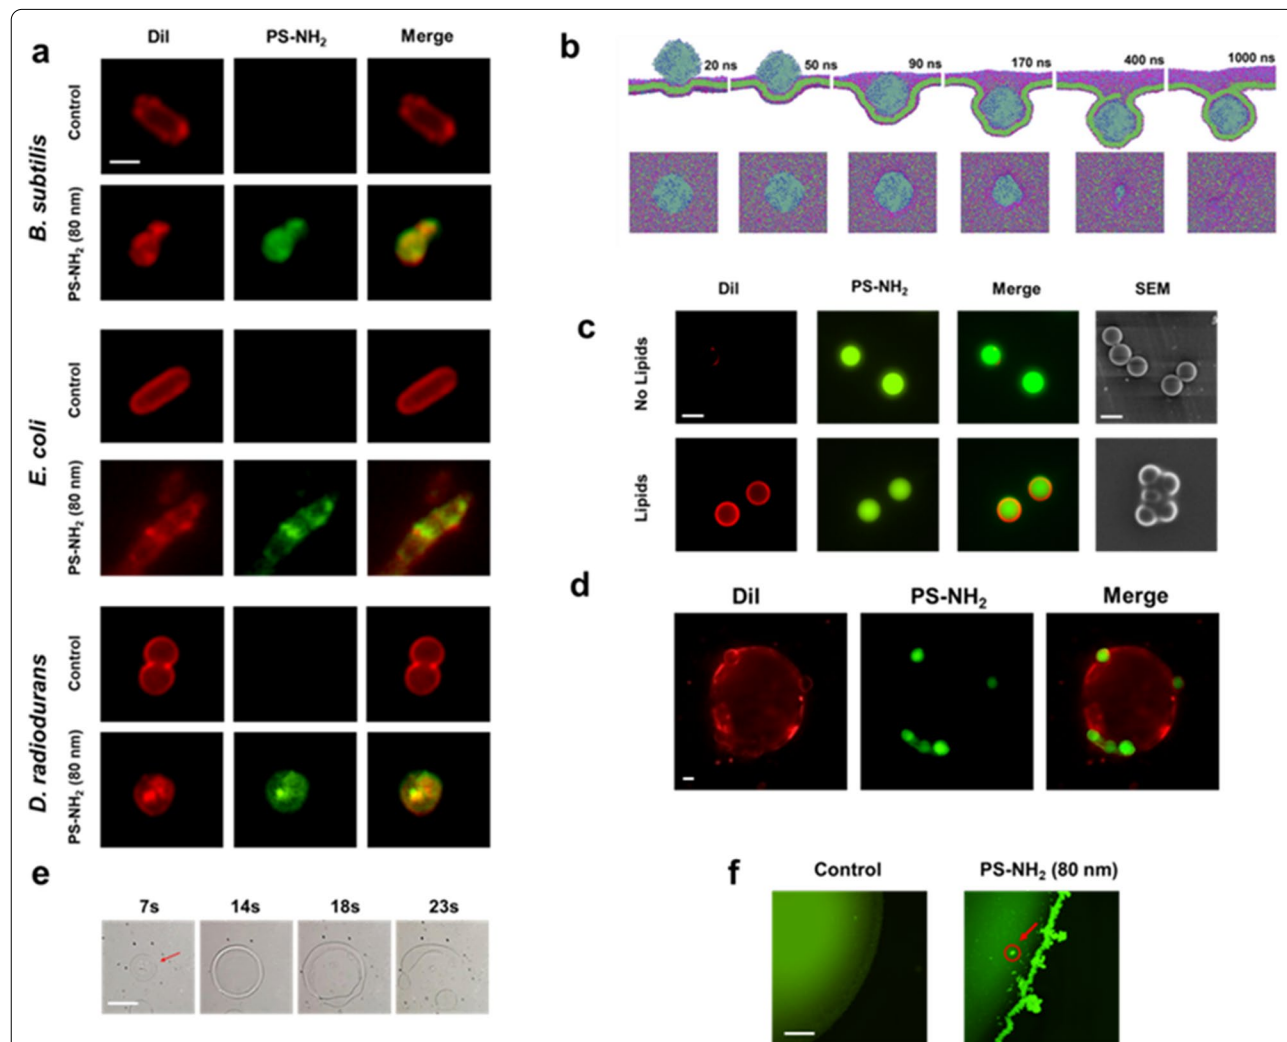 a
DiI PS-NH₂ Merge
B. subtilis
Control
PS-NH₂ (80 nm)
E. coli
Control
PS-NH₂ (80 nm)
D. radiodurans
Control
PS-NH₂ (80 nm)
b
20 ns 50 ns 90 ns 170 ns 400 ns 1000 ns
c
DiI PS-NH₂ Merge SEM
No Lipids
Lipids
d
DiI PS-NH₂ Merge
e
7s 14s 18s 23s
f
Control PS-NH₂ (80 nm)